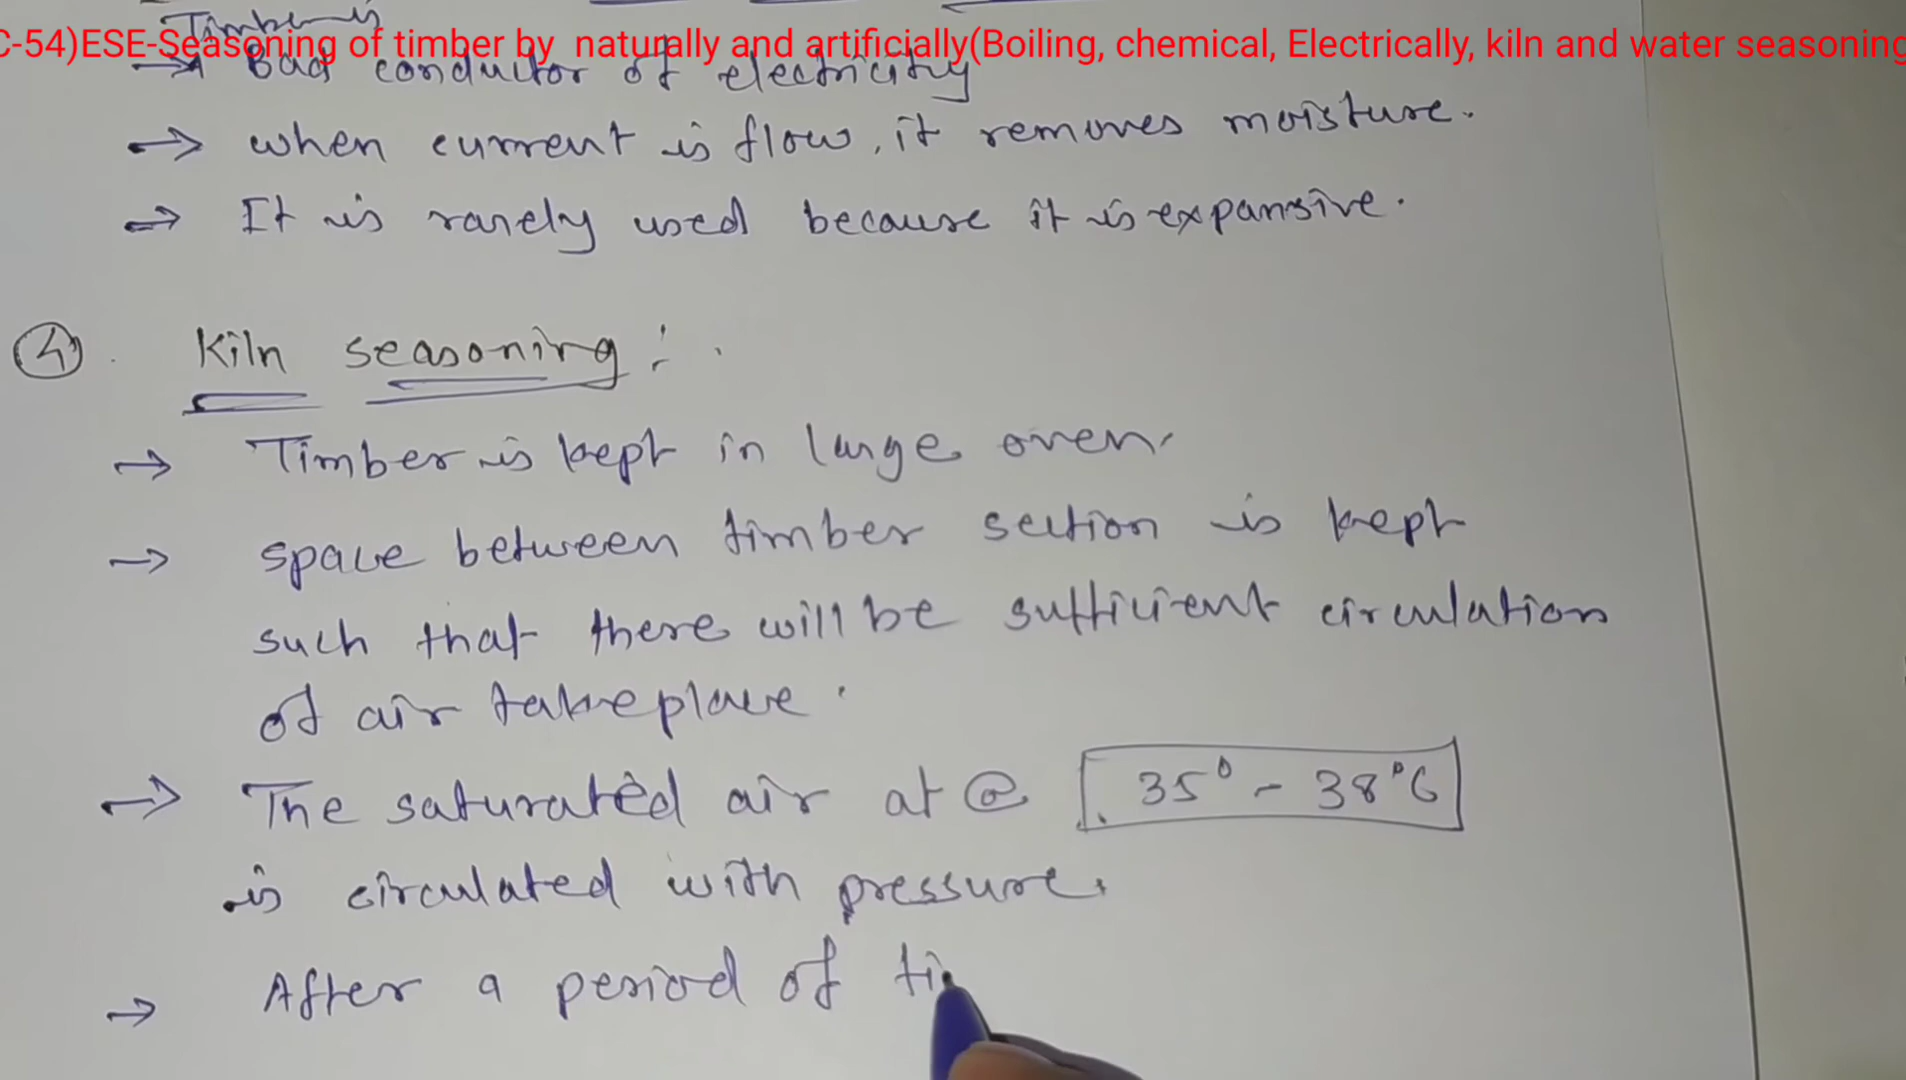 Timber is
C-54)ESE-Seasoning of timber by naturally and artificially(Boiling, chemical, Electrically, kiln and water seasoning
→ Bad conductor of electricity
→ when current is flow, it removes moisture.
→ It is rarely used because it is expansive.
④. Kiln seasoning :-
→ Timber is kept in large oven.
→ space between timber section is kept
such that there will be sufficient circulation
of air take place.
→ The saturated air at @ 35° - 38°C
is circulated with pressure.
→ After a period of ti